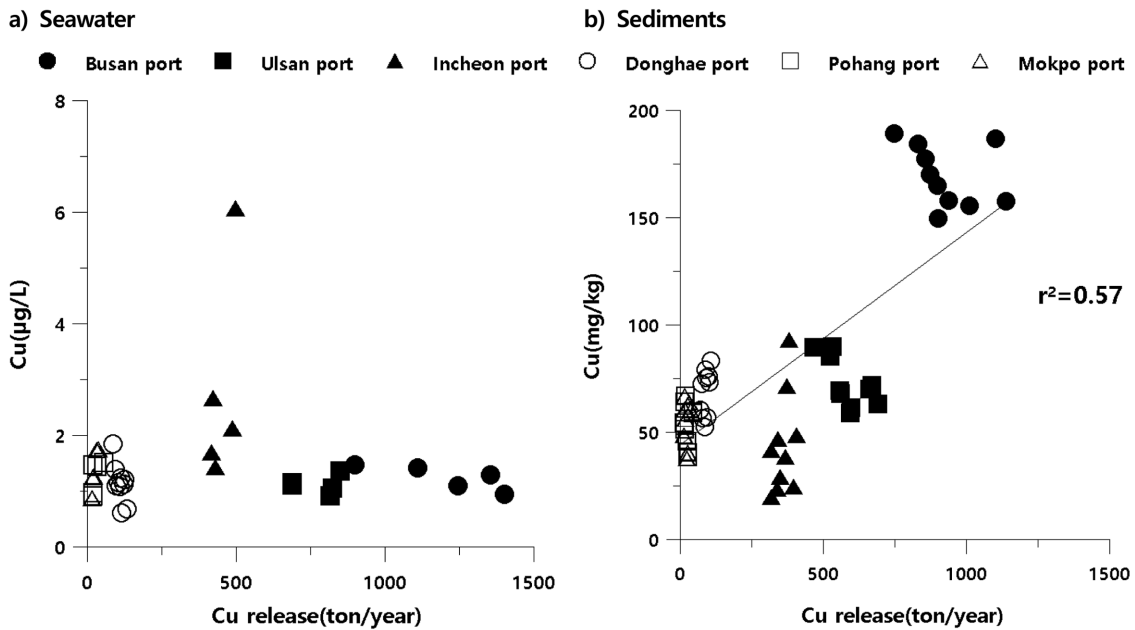 a) Seawater
b) Sediments
Busan port Ulsan port Incheon port Donghae port Pohang port Mokpo port
8
6
4
2
0
Cu(µg/L)
0 500 1000 1500
Cu release(ton/year)
200
150
100
50
0
Cu(mg/kg)
r²=0.57
0 500 1000 1500
Cu release(ton/year)